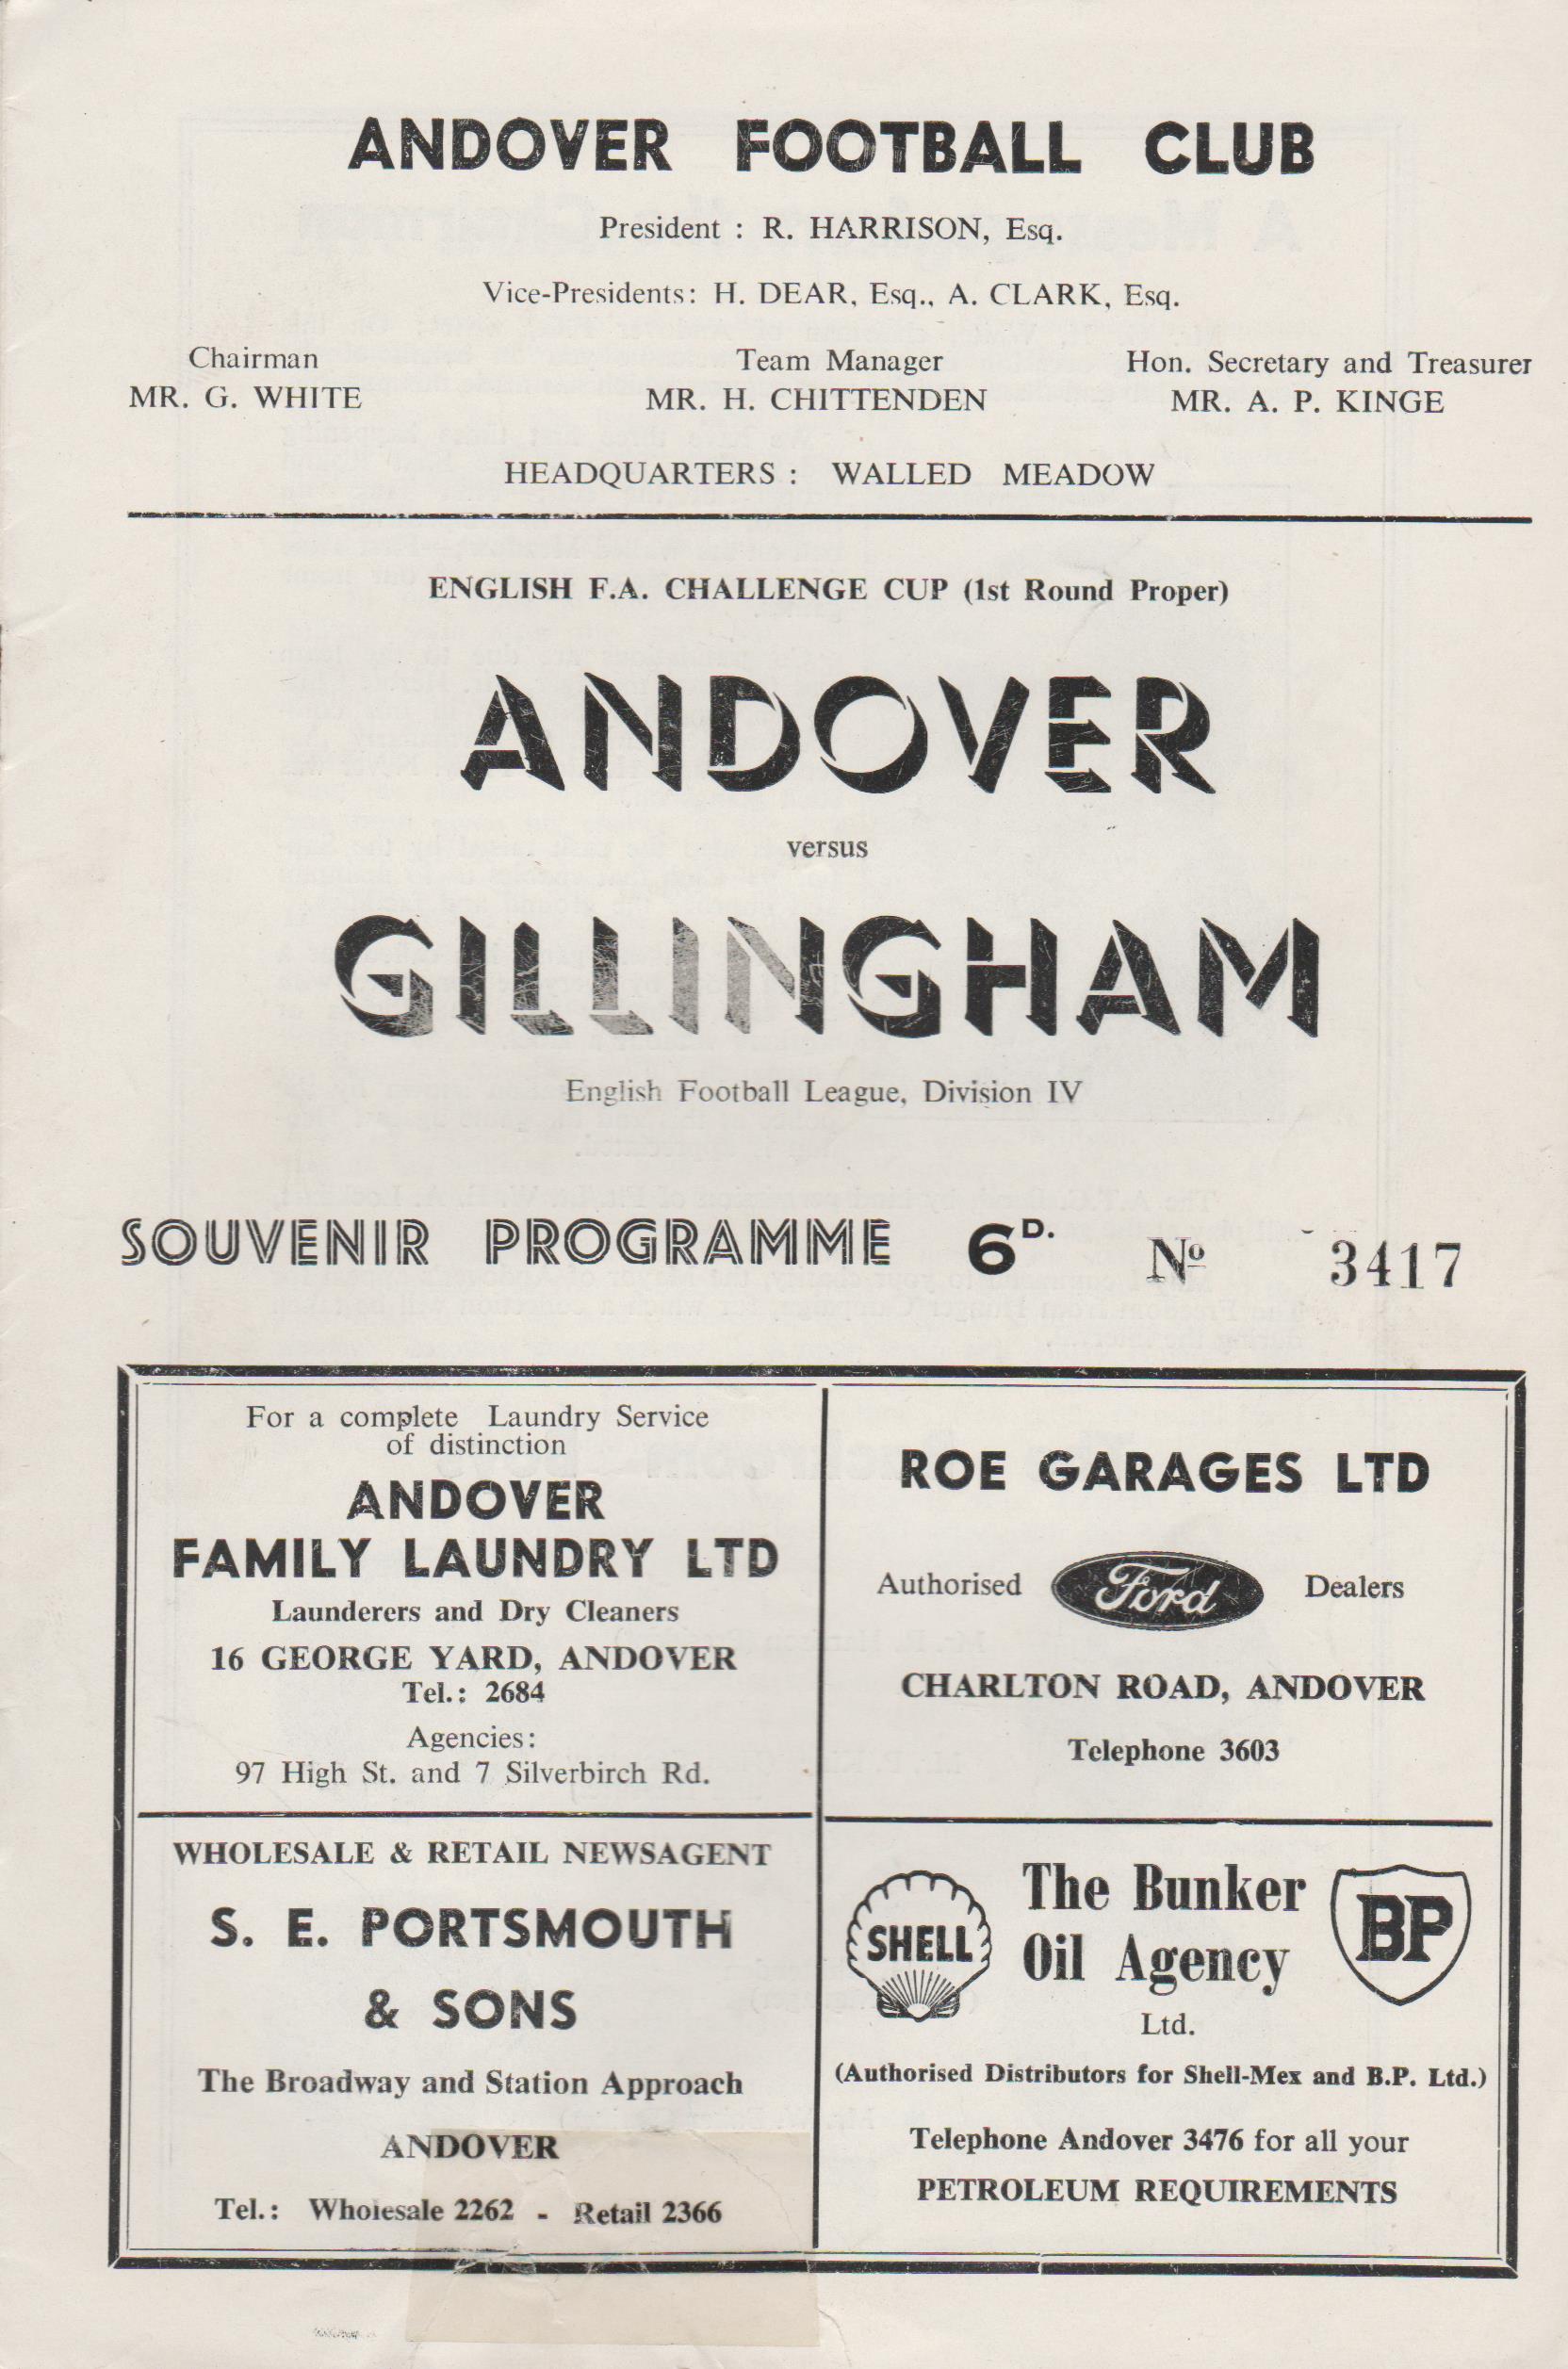 ANDOVER FOOTBALL CLUB
President : R. HARRISON, Esq.
Vice-Presidents: H. DEAR, Esq., A. CLARK, Esq.
Chairman
MR. G. WHITE
Team Manager
MR. H. CHITTENDEN
Hon. Secretary and Treasurer
MR. A. P. KINGE
HEADQUARTERS : WALLED MEADOW
ENGLISH F.A. CHALLENGE CUP (1st Round Proper)
ANDOVER
versus
GILLINGHAM
English Football League, Division IV
SOUVENIR PROGRAMME 6D. No 3417
For a complete Laundry Service
of distinction
ANDOVER
FAMILY LAUNDRY LTD
Launderers and Dry Cleaners
16 GEORGE YARD, ANDOVER
Tel.: 2684
Agencies:
97 High St. and 7 Silverbirch Rd.
ROE GARAGES LTD
Authorised Ford Dealers
CHARLTON ROAD, ANDOVER
Telephone 3603
WHOLESALE & RETAIL NEWSAGENT
S. E. PORTSMOUTH
& SONS
The Broadway and Station Approach
ANDOVER
Tel.: Wholesale 2262 - Retail 2366
SHELL
The Bunker
Oil Agency
Ltd.
BP
(Authorised Distributors for Shell-Mex and B.P. Ltd.)
Telephone Andover 3476 for all your
PETROLEUM REQUIREMENTS